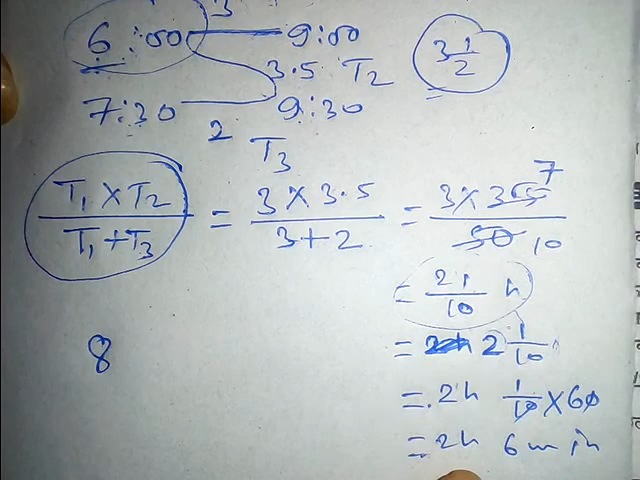 3
6:00 9:00
3 1/2
3.5 T₂
7:30 9:30
2 T₃
(T₁ × T₂)/(T₁ + T₃) = (3 × 3.5)/(3 + 2) = (3 × 35)/50 7 10
= 21/10 h
= 2 1/10
8
= 2h 1/10 × 60
= 2h 6 min